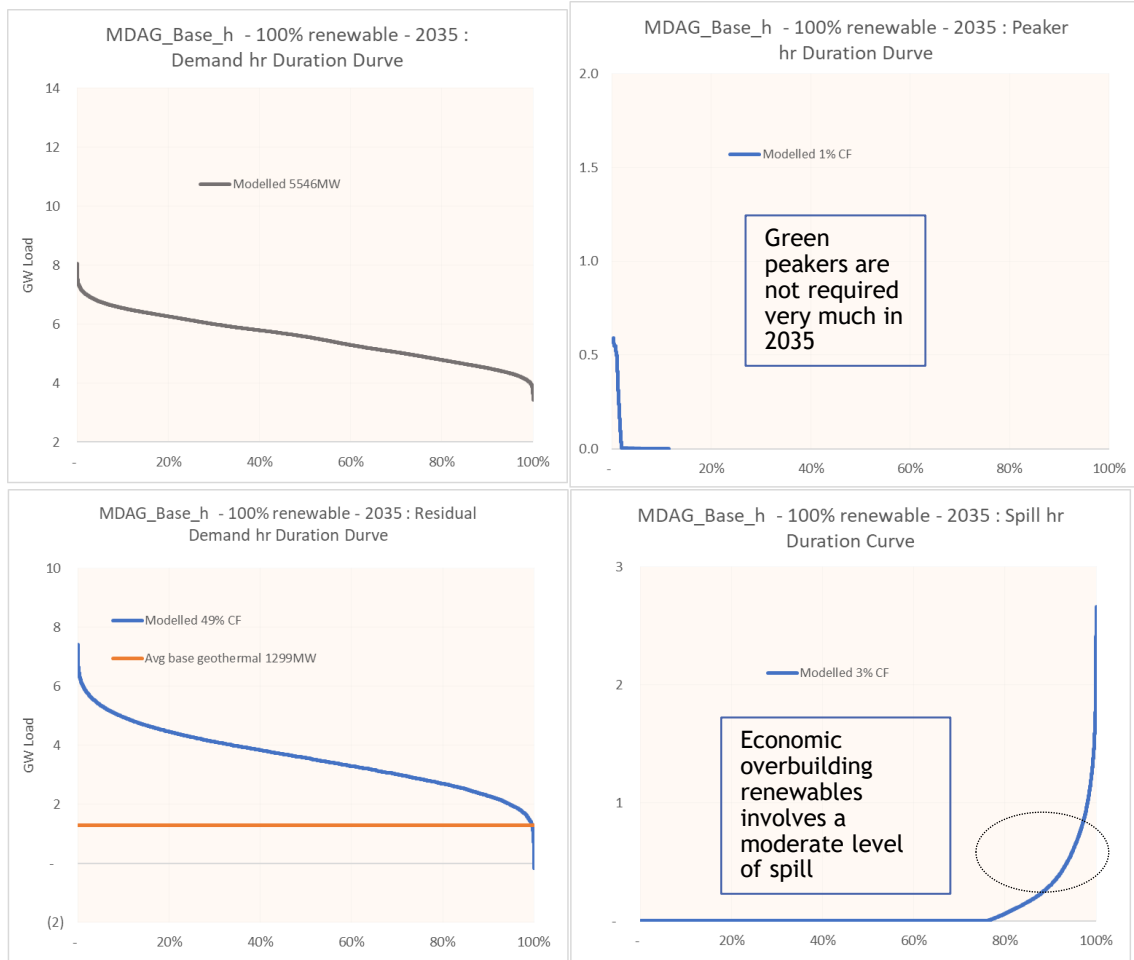 MDAG_Base_h - 100% renewable - 2035 :
Demand hr Duration Durve
14
12
10
8
6
4
2
GW Load
Modelled 5546MW
-
20%
40%
60%
80%
100%
MDAG_Base_h - 100% renewable - 2035 : Peaker
hr Duration Durve
2.0
1.5
1.0
0.5
0.0
Modelled 1% CF
Green
peakers are
not required
very much in
2035
-
20%
40%
60%
80%
100%
MDAG_Base_h - 100% renewable - 2035 : Residual
Demand hr Duration Durve
10
8
6
4
2
-
(2)
GW Load
Modelled 49% CF
Avg base geothermal 1299MW
-
20%
40%
60%
80%
100%
MDAG_Base_h - 100% renewable - 2035 : Spill hr
Duration Curve
3
2
1
-
Modelled 3% CF
Economic
overbuilding
renewables
involves a
moderate level
of spill
-
20%
40%
60%
80%
100%